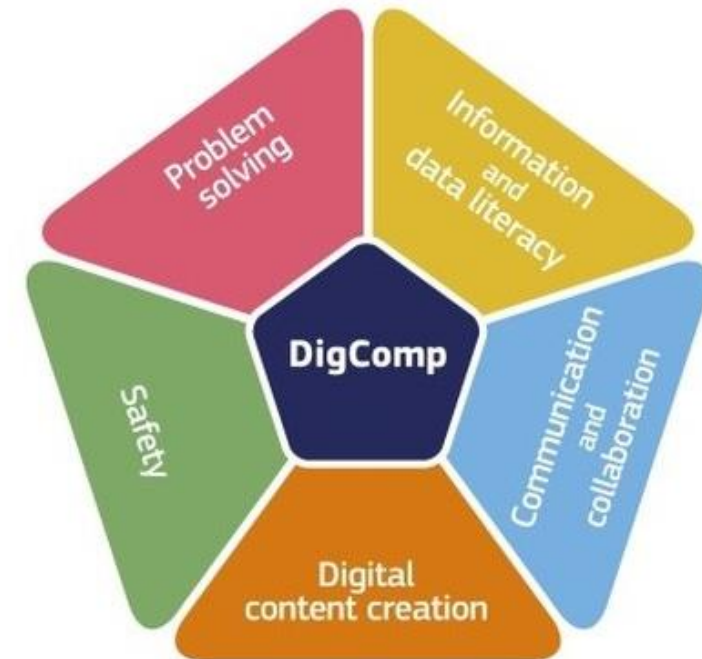 Problem
solving
Information
and
data literacy
DigComp
Safety
Communication
and
collaboration
Digital
content creation